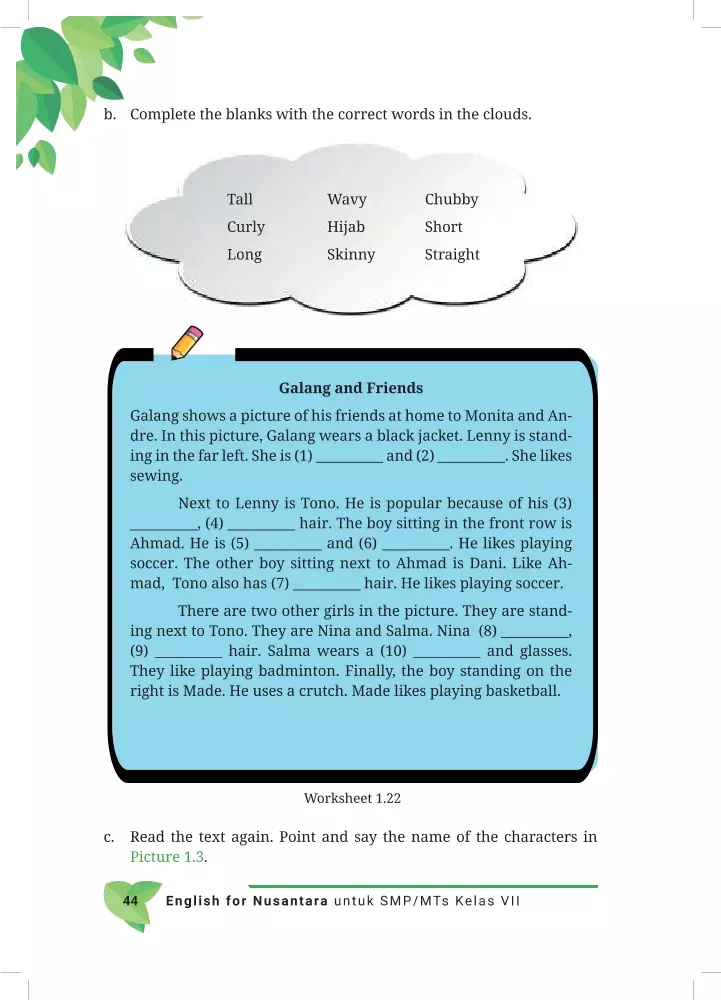 b. Complete the blanks with the correct words in the clouds.
Tall Wavy Chubby
Curly Hijab Short
Long Skinny Straight
Galang and Friends
Galang shows a picture of his friends at home to Monita and An-
dre. In this picture, Galang wears a black jacket. Lenny is stand-
ing in the far left. She is (1) __________ and (2) __________. She likes
sewing.
Next to Lenny is Tono. He is popular because of his (3)
__________, (4) __________ hair. The boy sitting in the front row is
Ahmad. He is (5) __________ and (6) __________. He likes playing
soccer. The other boy sitting next to Ahmad is Dani. Like Ah-
mad, Tono also has (7) __________ hair. He likes playing soccer.
There are two other girls in the picture. They are stand-
ing next to Tono. They are Nina and Salma. Nina (8) __________,
(9) __________ hair. Salma wears a (10) __________ and glasses.
They like playing badminton. Finally, the boy standing on the
right is Made. He uses a crutch. Made likes playing basketball.
Worksheet 1.22
c. Read the text again. Point and say the name of the characters in
Picture 1.3.
44 English for Nusantara untuk SMP/MTs Kelas VII